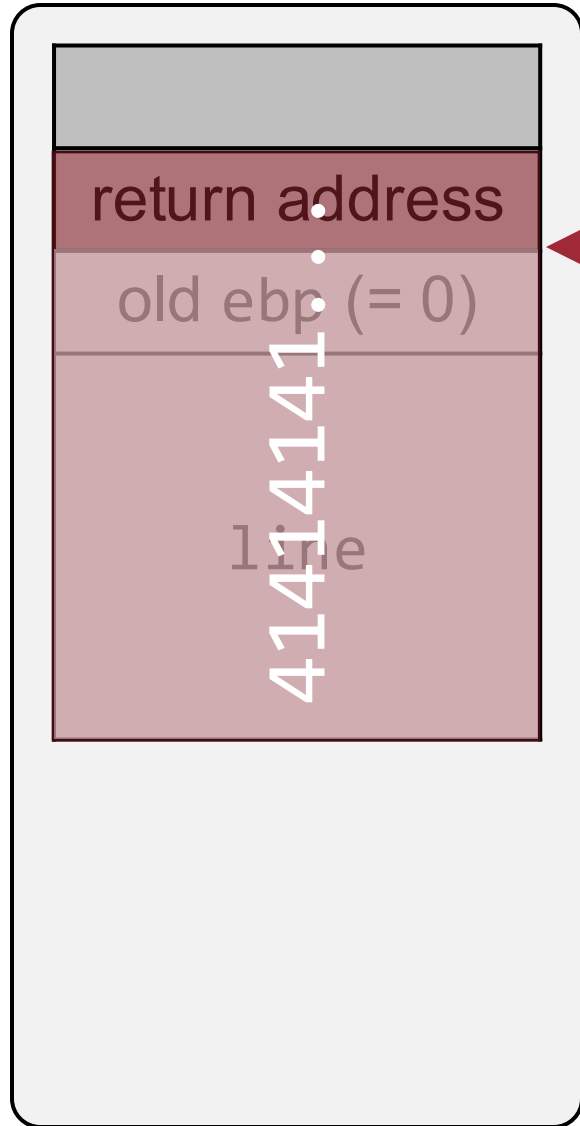 return address
old ebp (= 0)
line
41414141...